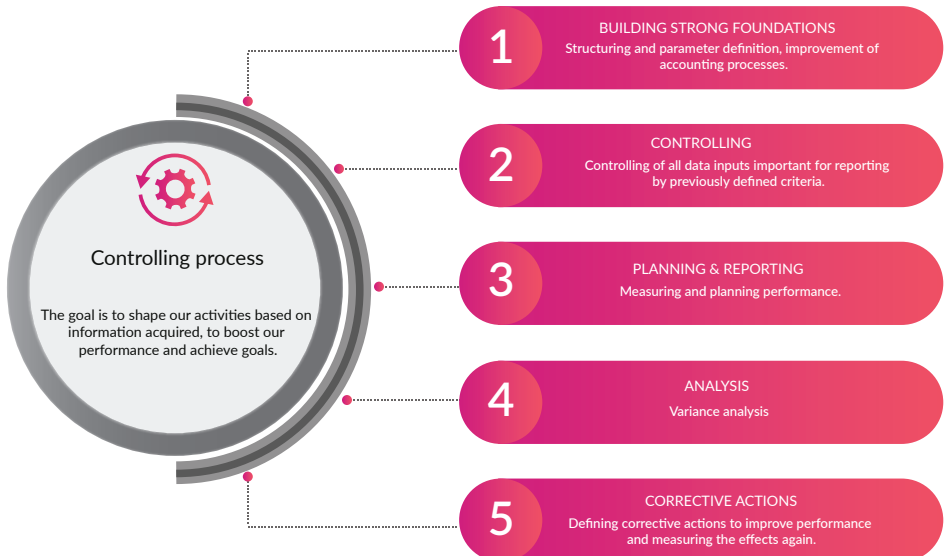 Controlling process
The goal is to shape our activities based on
information acquired, to boost our
performance and achieve goals.
1
BUILDING STRONG FOUNDATIONS
Structuring and parameter definition, improvement of
accounting processes.
2
CONTROLLING
Controlling of all data inputs important for reporting
by previously defined criteria.
3
PLANNING & REPORTING
Measuring and planning performance.
4
ANALYSIS
Variance analysis
5
CORRECTIVE ACTIONS
Defining corrective actions to improve performance
and measuring the effects again.